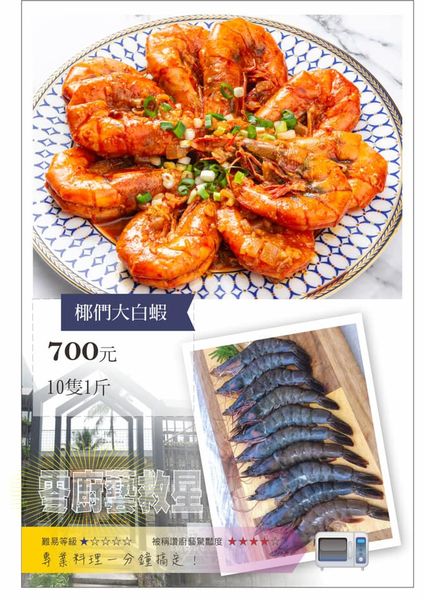 椰們大白蝦
700元
10隻1斤
雲廚藝教星
難易等級 ★☆☆☆☆ 被稱讚廚藝驚豔度 ★★★★☆
專業料理一分鐘搞定！